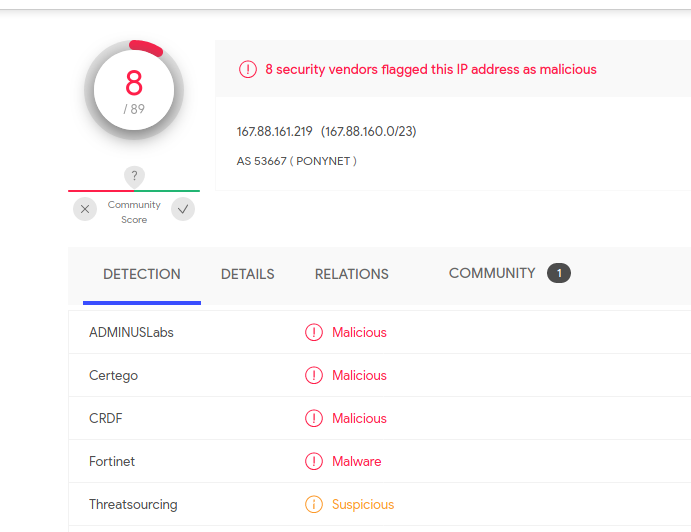 8
/ 89
8 security vendors flagged this IP address as malicious
167.88.161.219 (167.88.160.0/23)
AS 53667 ( PONYNET )
?
Community
Score
DETECTION DETAILS RELATIONS COMMUNITY 1
ADMINUSLabs Malicious
Certego Malicious
CRDF Malicious
Fortinet Malware
Threatsourcing Suspicious